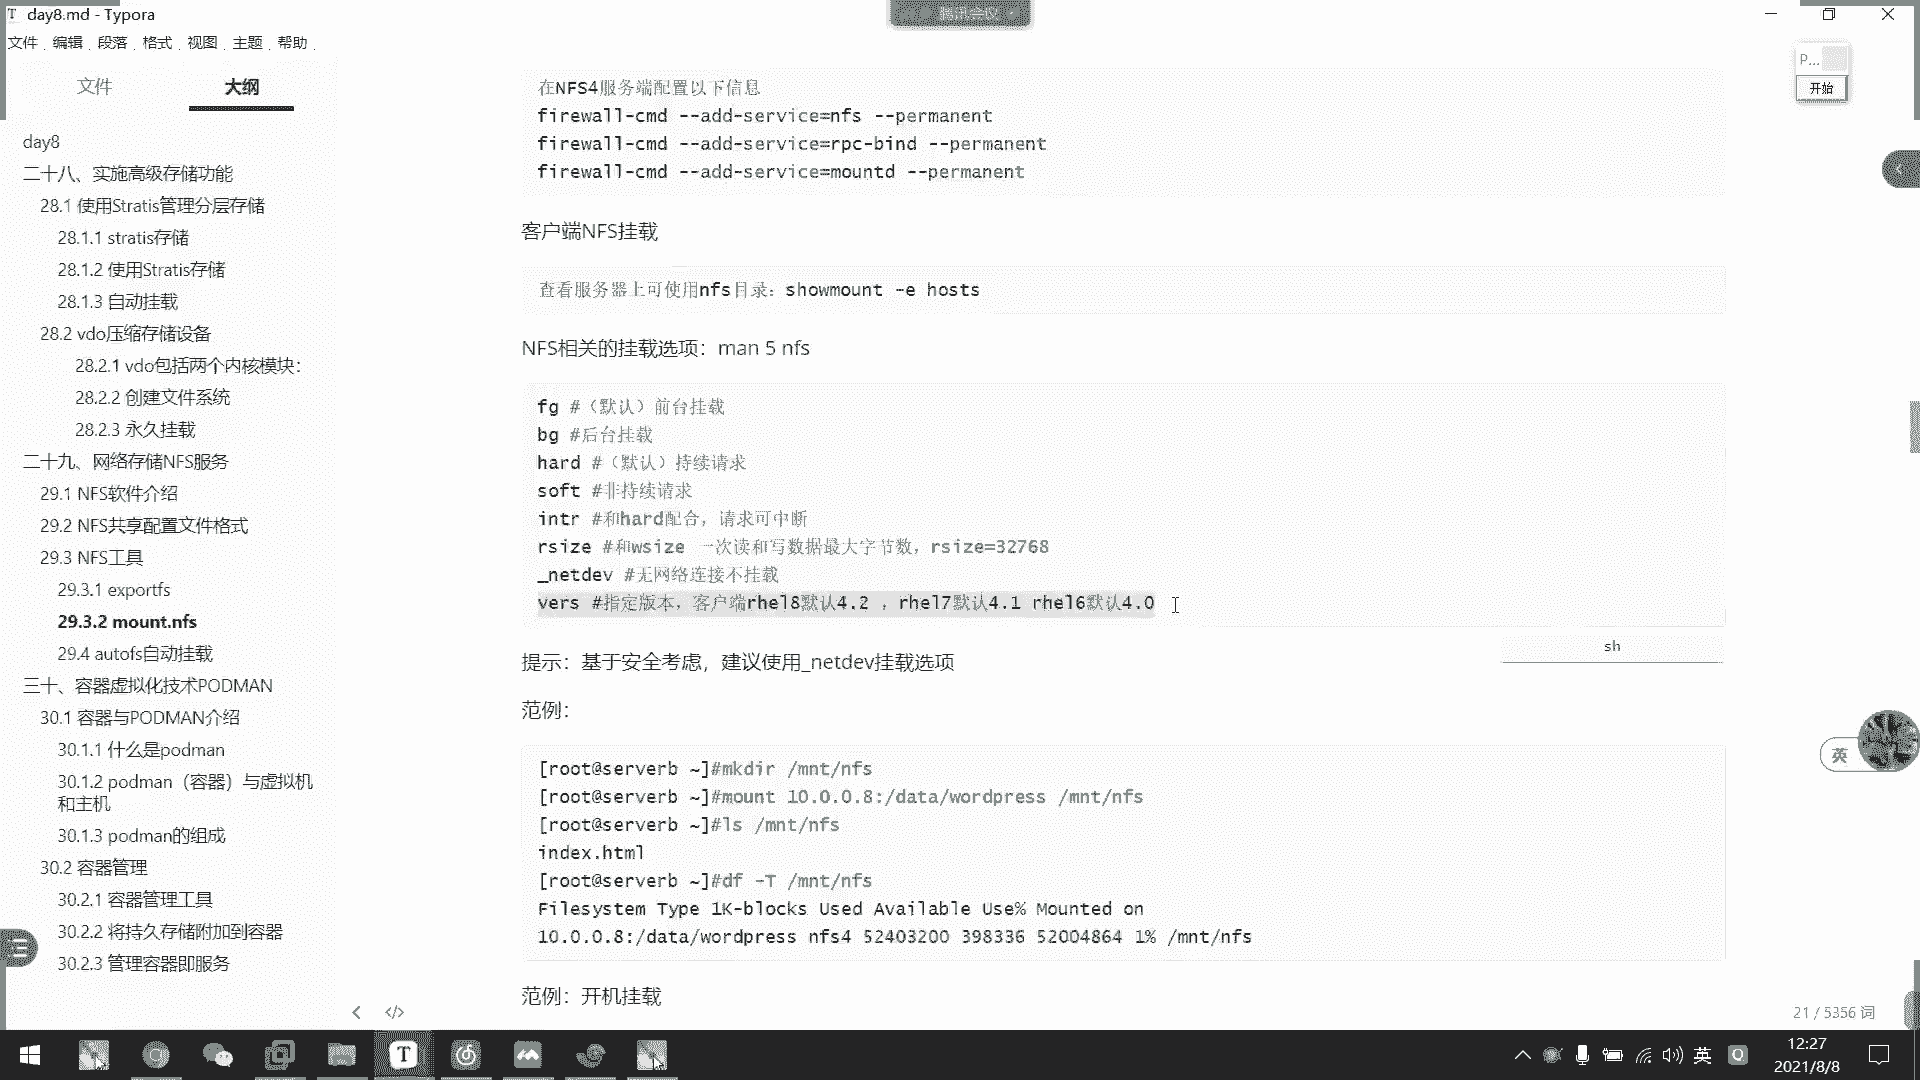 day8.md - Typora
腾讯会议
文件 编辑 段落 格式 视图 主题 帮助
P...
开始
文件
大纲
day8
二十八、实施高级存储功能
28.1 使用Stratis管理分层存储
28.1.1 stratis存储
28.1.2 使用Stratis存储
28.1.3 自动挂载
28.2 vdo压缩存储设备
28.2.1 vdo包括两个内核模块：
28.2.2 创建文件系统
28.2.3 永久挂载
二十九、网络存储NFS服务
29.1 NFS软件介绍
29.2 NFS共享配置文件格式
29.3 NFS工具
29.3.1 exportfs
29.3.2 mount.nfs
29.4 autofs自动挂载
三十、容器虚拟化技术PODMAN
30.1 容器与PODMAN介绍
30.1.1 什么是podman
30.1.2 podman（容器）与虚拟机
和主机
30.1.3 podman的组成
30.2 容器管理
30.2.1 容器管理工具
30.2.2 将持久存储附加到容器
30.2.3 管理容器即服务
在NFS4服务端配置以下信息
firewall-cmd --add-service=nfs --permanent
firewall-cmd --add-service=rpc-bind --permanent
firewall-cmd --add-service=mountd --permanent
客户端NFS挂载
查看服务器上可使用nfs目录：showmount -e hosts
NFS相关的挂载选项：man 5 nfs
fg #（默认）前台挂载
bg #后台挂载
hard #（默认）持续请求
soft #非持续请求
intr #和hard配合，请求可中断
rsize #和wsize 一次读和写数据最大字节数，rsize=32768
_netdev #无网络连接不挂载
vers #指定版本，客户端rhel8默认4.2 ，rhel7默认4.1 rhel6默认4.0
sh
提示：基于安全考虑，建议使用_netdev挂载选项
范例：
[root@serverb ~]#mkdir /mnt/nfs
[root@serverb ~]#mount 10.0.0.8:/data/wordpress /mnt/nfs
[root@serverb ~]#ls /mnt/nfs
index.html
[root@serverb ~]#df -T /mnt/nfs
Filesystem Type 1K-blocks Used Available Use% Mounted on
10.0.0.8:/data/wordpress nfs4 52403200 398336 52004864 1% /mnt/nfs
范例：开机挂载
英
21 / 5356 词
英
12:27
2021/8/8